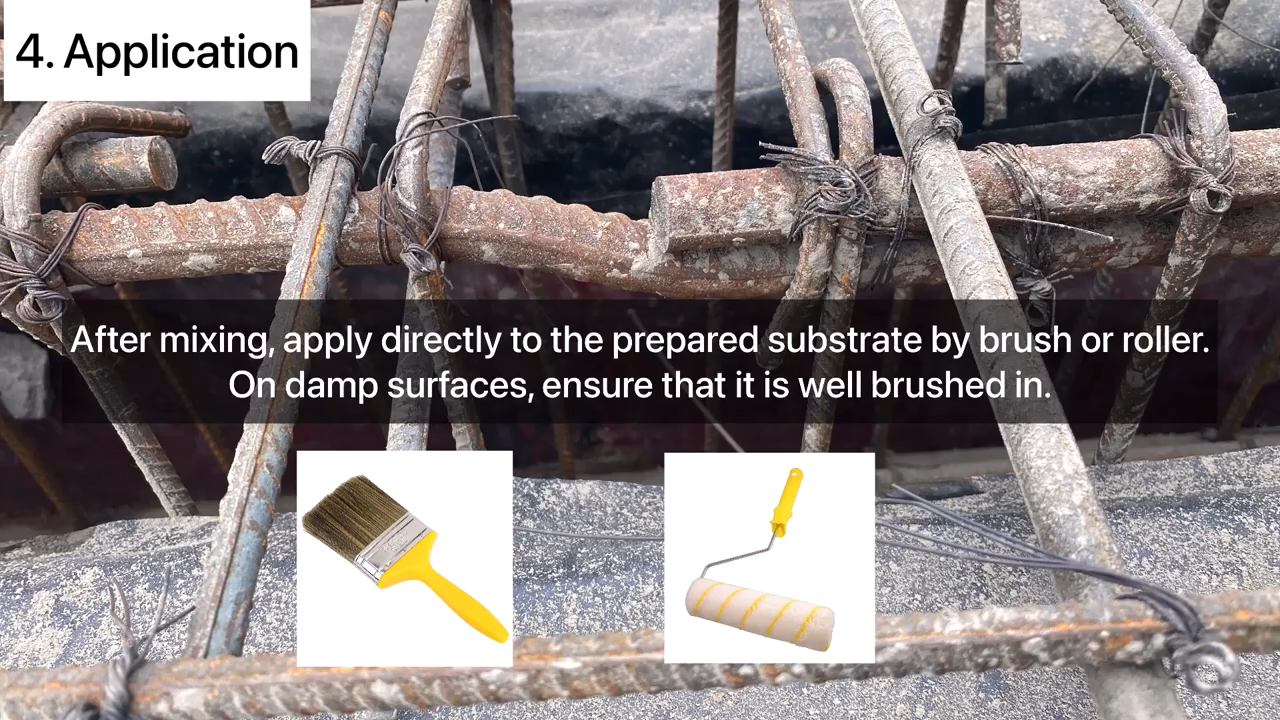 4. Application
After mixing, apply directly to the prepared substrate by brush or roller.
On damp surfaces, ensure that it is well brushed in.